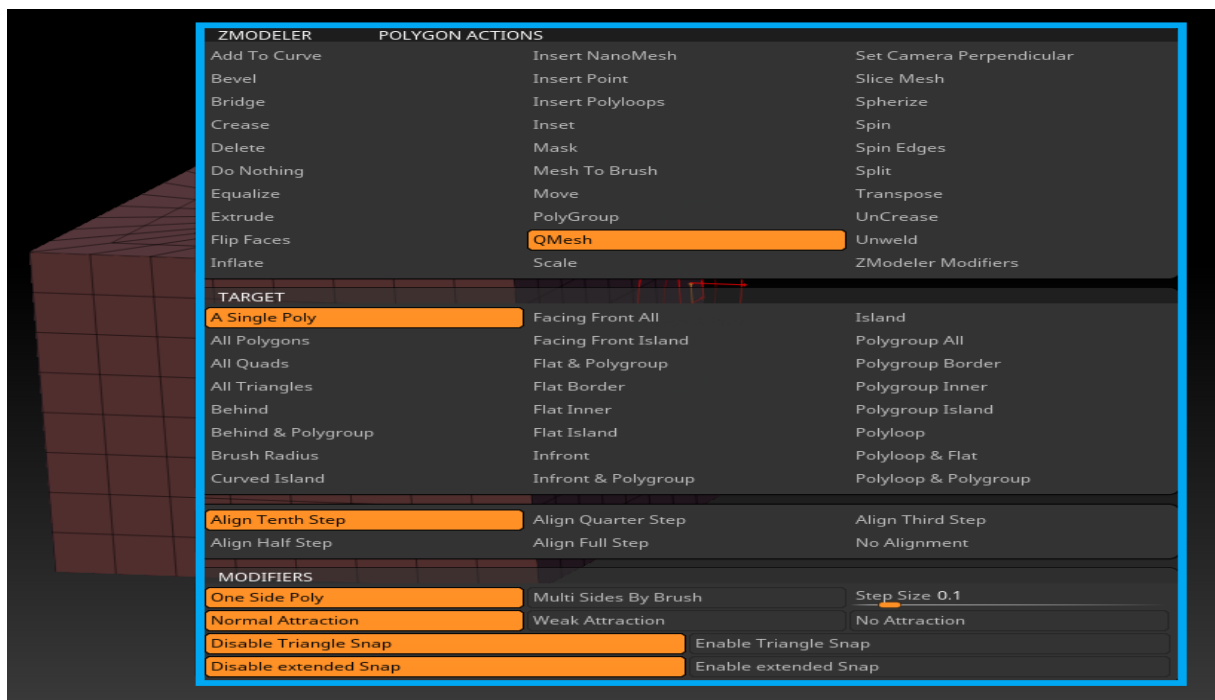 ZMODELER POLYGON ACTIONS
Add To Curve Insert NanoMesh Set Camera Perpendicular
Bevel Insert Point Slice Mesh
Bridge Insert Polyloops Spherize
Crease Inset Spin
Delete Mask Spin Edges
Do Nothing Mesh To Brush Split
Equalize Move Transpose
Extrude PolyGroup UnCrease
Flip Faces QMesh Unweld
Inflate Scale ZModeler Modifiers
TARGET
A Single Poly Facing Front All Island
All Polygons Facing Front Island Polygroup All
All Quads Flat & Polygroup Polygroup Border
All Triangles Flat Border Polygroup Inner
Behind Flat Inner Polygroup Island
Behind & Polygroup Flat Island Polyloop
Brush Radius Infront Polyloop & Flat
Curved Island Infront & Polygroup Polyloop & Polygroup
Align Tenth Step Align Quarter Step Align Third Step
Align Half Step Align Full Step No Alignment
MODIFIERS
One Side Poly Multi Sides By Brush Step Size 0.1
Normal Attraction Weak Attraction No Attraction
Disable Triangle Snap Enable Triangle Snap
Disable extended Snap Enable extended Snap